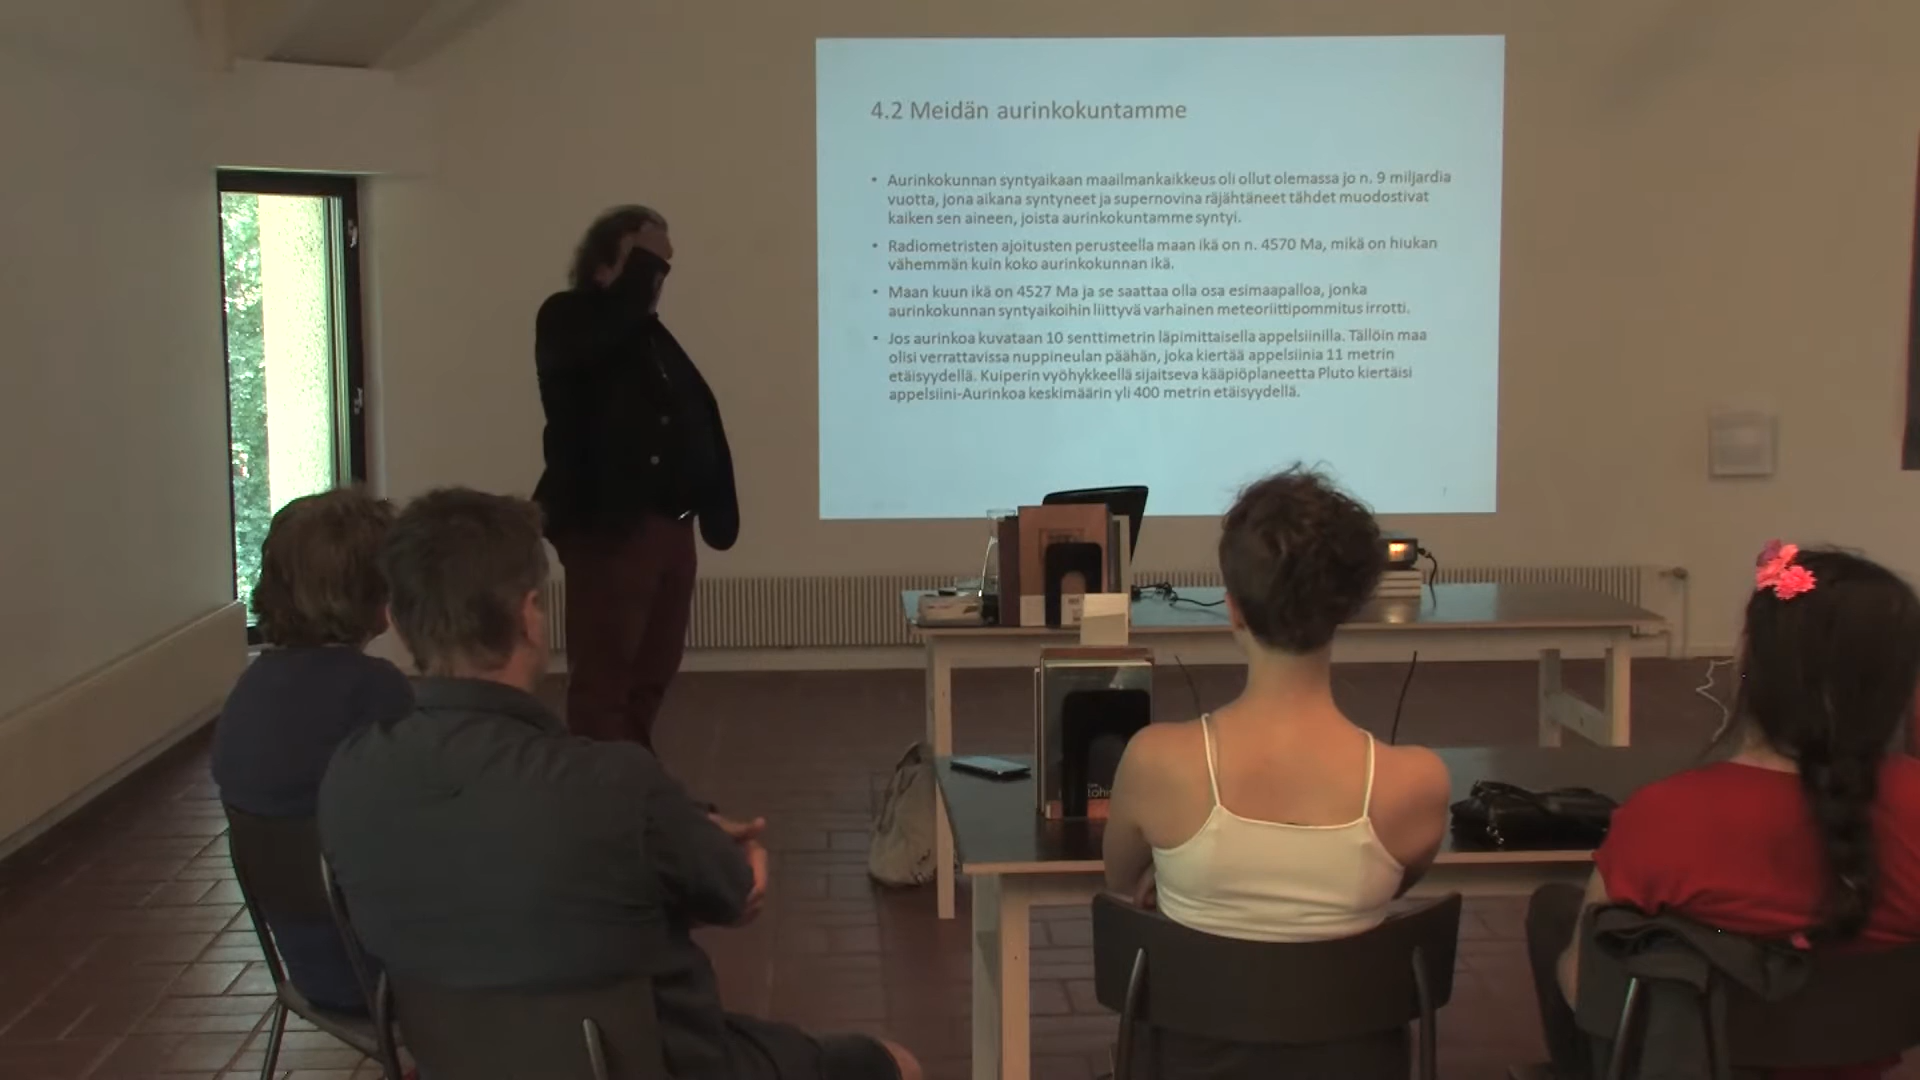 4.2 Meidän aurinkokuntamme
• Aurinkokunnan syntyaikaan maailmankaikkeus oli ollut olemassa jo n. 9 miljardia
vuotta, jona aikana syntyneet ja supernovina räjähtäneet tähdet muodostivat
kaiken sen aineen, joista aurinkokuntamme syntyi.
• Radiometristen ajoitusten perusteella maan ikä on n. 4570 Ma, mikä on hiukan
vähemmän kuin koko aurinkokunnan ikä.
• Maan kuun ikä on 4527 Ma ja se saattaa olla osa esimaapalloa, jonka
aurinkokunnan syntyaikoihin liittyvä varhainen meteoriittipommitus irrotti.
• Jos aurinkoa kuvataan 10 senttimetrin läpimittaisella appelsiinilla. Tällöin maa
olisi verrattavissa nuppineulan päähän, joka kiertää appelsiinia 11 metrin
etäisyydellä. Kuiperin vyöhykkeellä sijaitseva kääpiöplaneetta Pluto kiertäisi
appelsiini-Aurinkoa keskimäärin yli 400 metrin etäisyydellä.